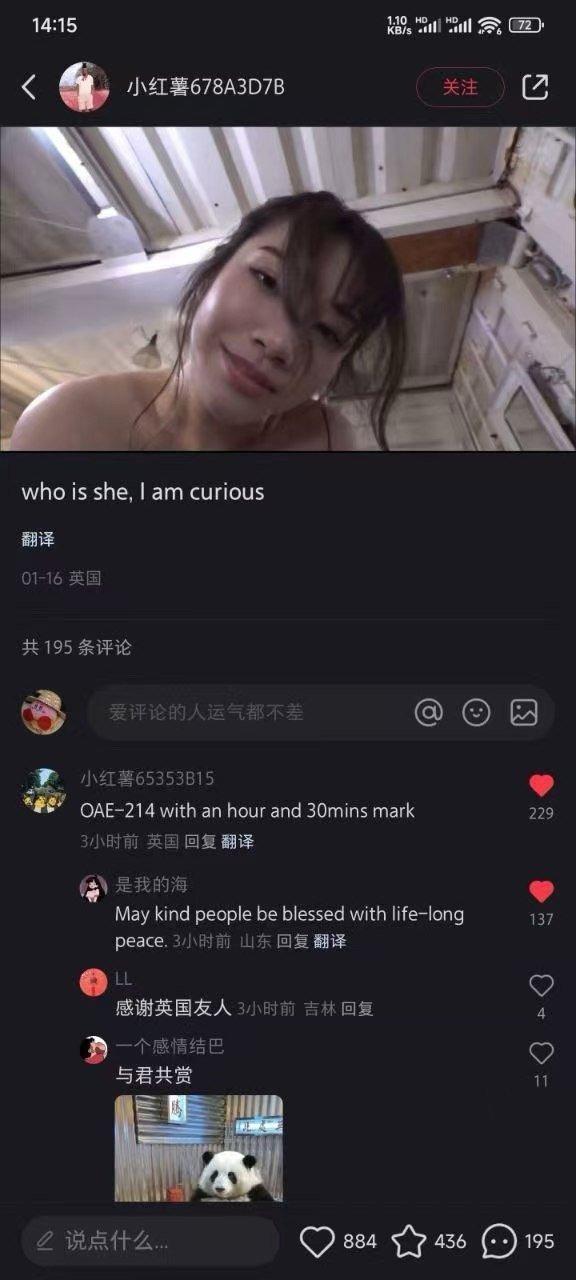 14:15
1.10 KB/s HD HD 6 72
小红薯678A3D7B
关注
who is she, I am curious
翻译
01-16 英国
共 195 条评论
爱评论的人运气都不差
小红薯65353B15
OAE-214 with an hour and 30mins mark
229
3小时前 英国 回复 翻译
是我的海
May kind people be blessed with life-long
137
peace. 3小时前 山东 回复 翻译
LL
感谢英国友人 3小时前 吉林 回复
4
一个感情结巴
与君共赏
11
说点什么...
884
436
195